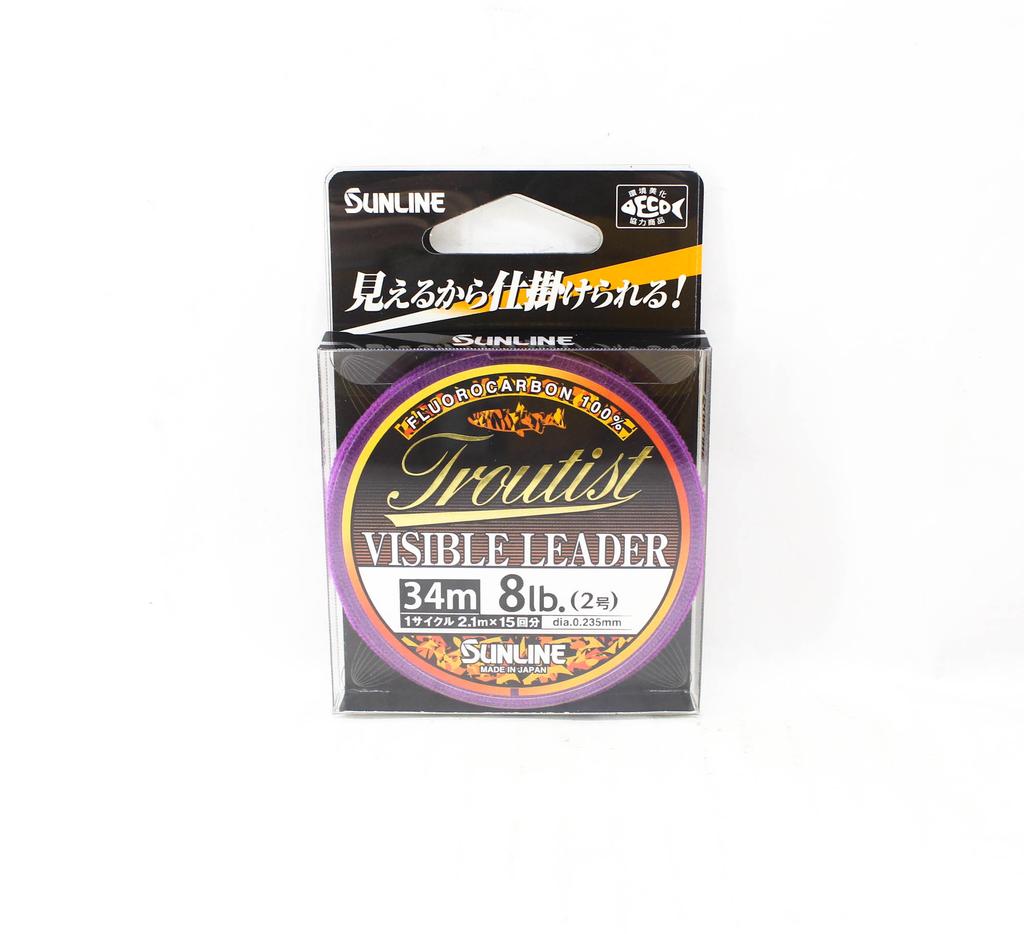 SUNLINE
環境美化
DECO
協力商品
見えるから仕掛けられる!
SUNLINE
FLUOROCARBON 100%
Troutist
VISIBLE LEADER
34m 8lb.(2号)
1サイクル 2.1m×15回分 dia.0.235mm
SUNLINE
MADE IN JAPAN